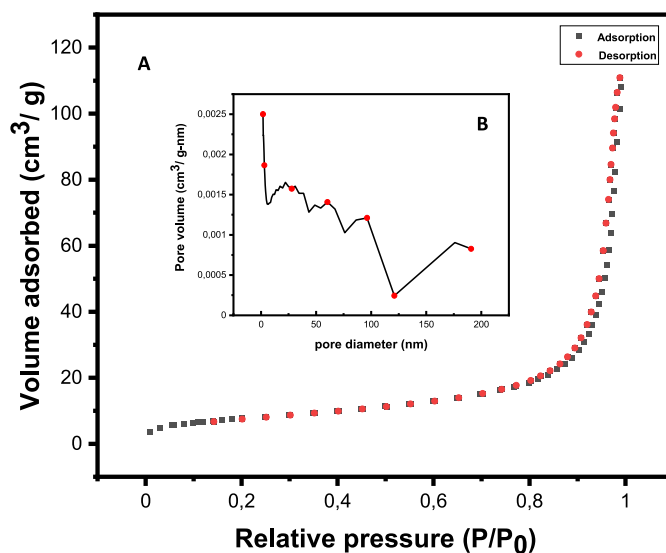 120
100
80
60
40
20
0
Volume adsorbed (cm³/ g)
A
Adsorption
Desorption
B
0,0025
0,002
0,0015
0,001
0,0005
0
Pore volume (cm³/ g-nm)
0 50 100 150 200
pore diameter (nm)
0 0,2 0,4 0,6 0,8 1
Relative pressure (P/P₀)